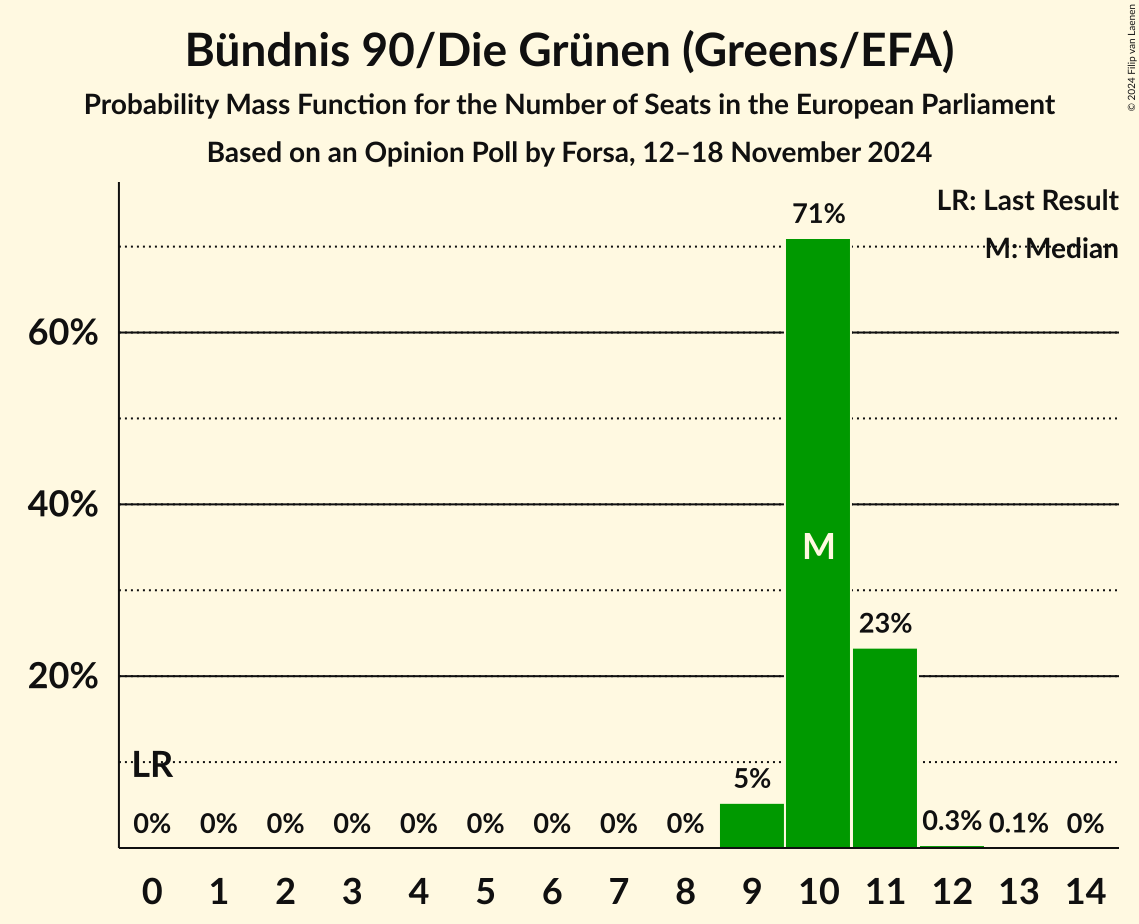 Bündnis 90/Die Grünen (Greens/EFA)
Probability Mass Function for the Number of Seats in the European Parliament
Based on an Opinion Poll by Forsa, 12–18 November 2024
© 2024 Filip van Laenen
LR: Last Result
M: Median
71%
60%
40%
M
23%
20%
LR
5%
0% 0% 0% 0% 0% 0% 0% 0% 0% 0.3% 0.1% 0%
0 1 2 3 4 5 6 7 8 9 10 11 12 13 14